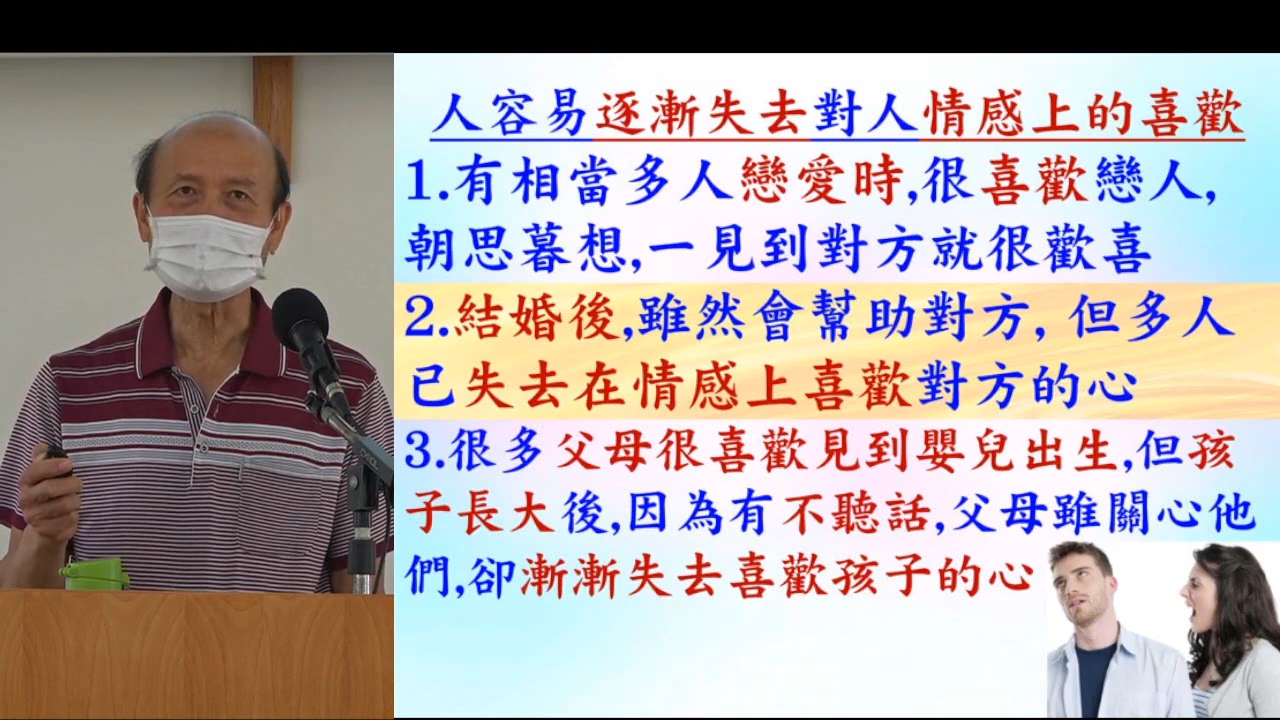 人容易逐漸失去對人情感上的喜歡
1.有相當多人戀愛時,很喜歡戀人,
朝思暮想,一見到對方就很歡喜
2.結婚後,雖然會幫助對方, 但多人
已失去在情感上喜歡對方的心
3.很多父母很喜歡見到嬰兒出生,但孩
子長大後,因為有不聽話,父母雖關心他
們,卻漸漸失去喜歡孩子的心